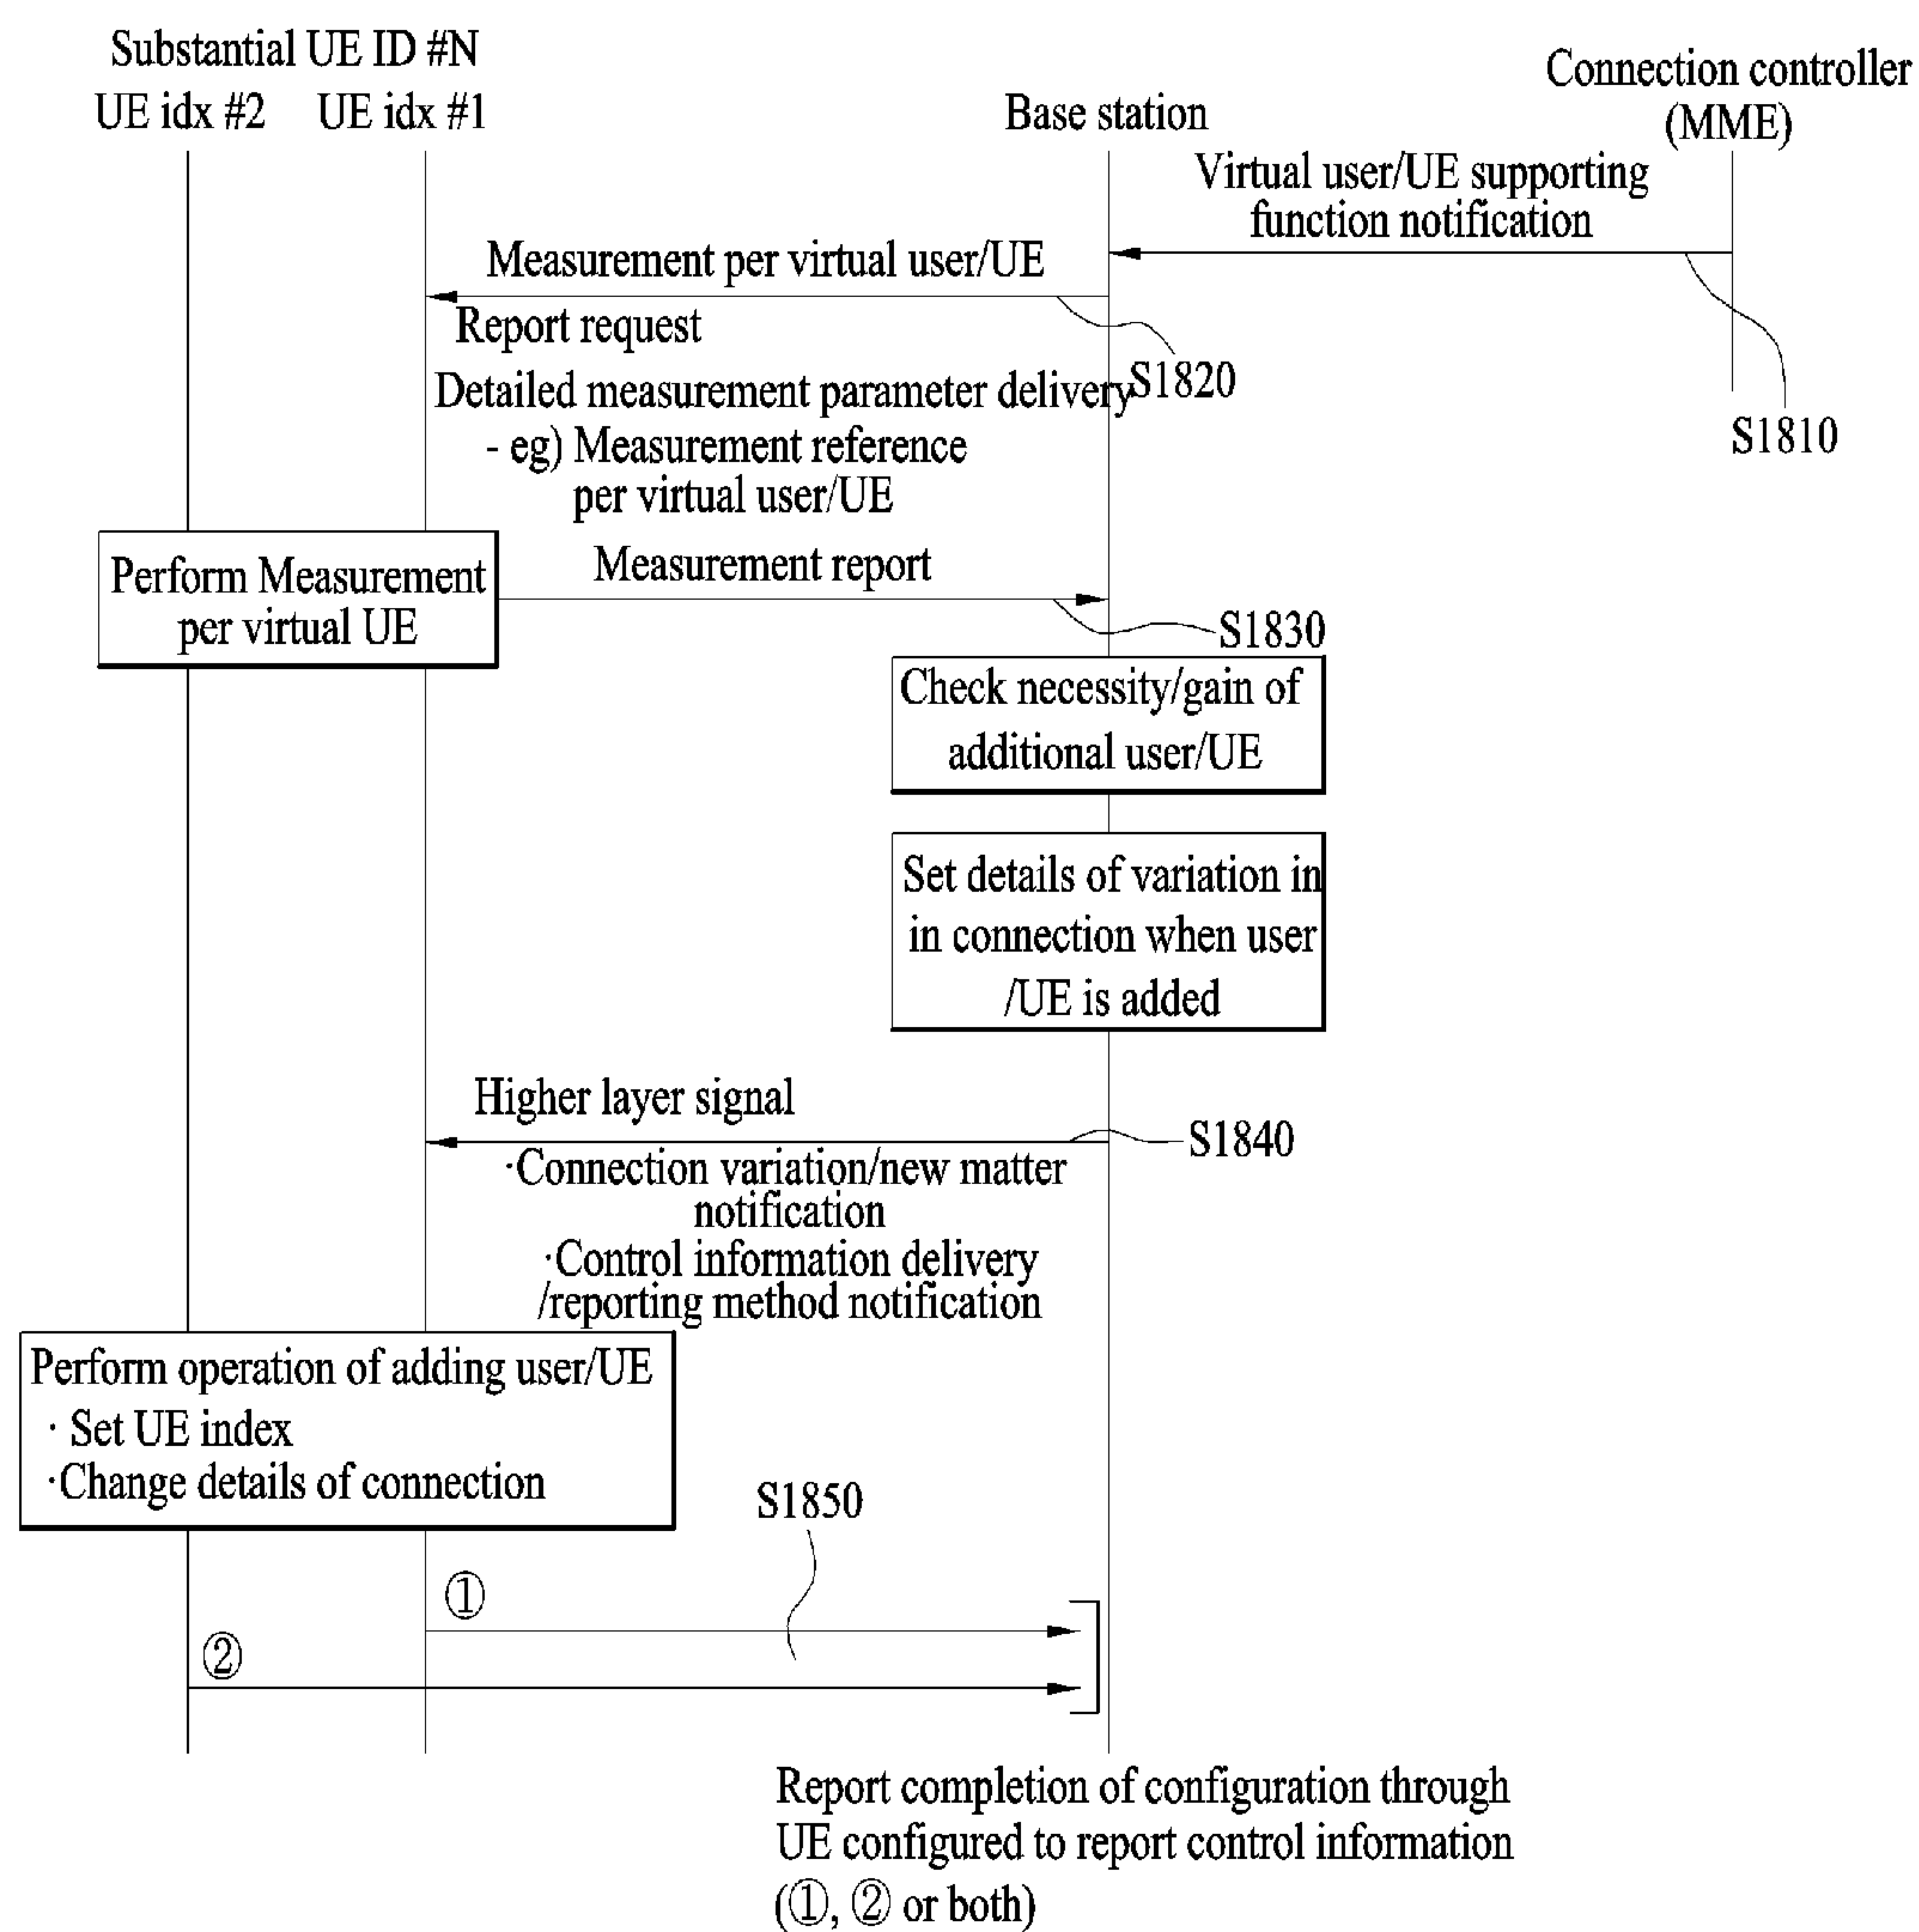 Substantial UE ID #N
UE idx #2
UE idx #1
Base station
Connection controller
(MME)
Virtual user/UE supporting
function notification
Measurement per virtual user/UE
Report request
S1820
S1810
Detailed measurement parameter delivery
- eg) Measurement reference
per virtual user/UE
Perform Measurement
per virtual UE
Measurement report
S1830
Check necessity/gain of
additional user/UE
Set details of variation in
in connection when user
/UE is added
Higher layer signal
S1840
·Connection variation/new matter
notification
·Control information delivery
/reporting method notification
Perform operation of adding user/UE
· Set UE index
·Change details of connection
S1850
①
②
Report completion of configuration through
UE configured to report control information
(①, ② or both)